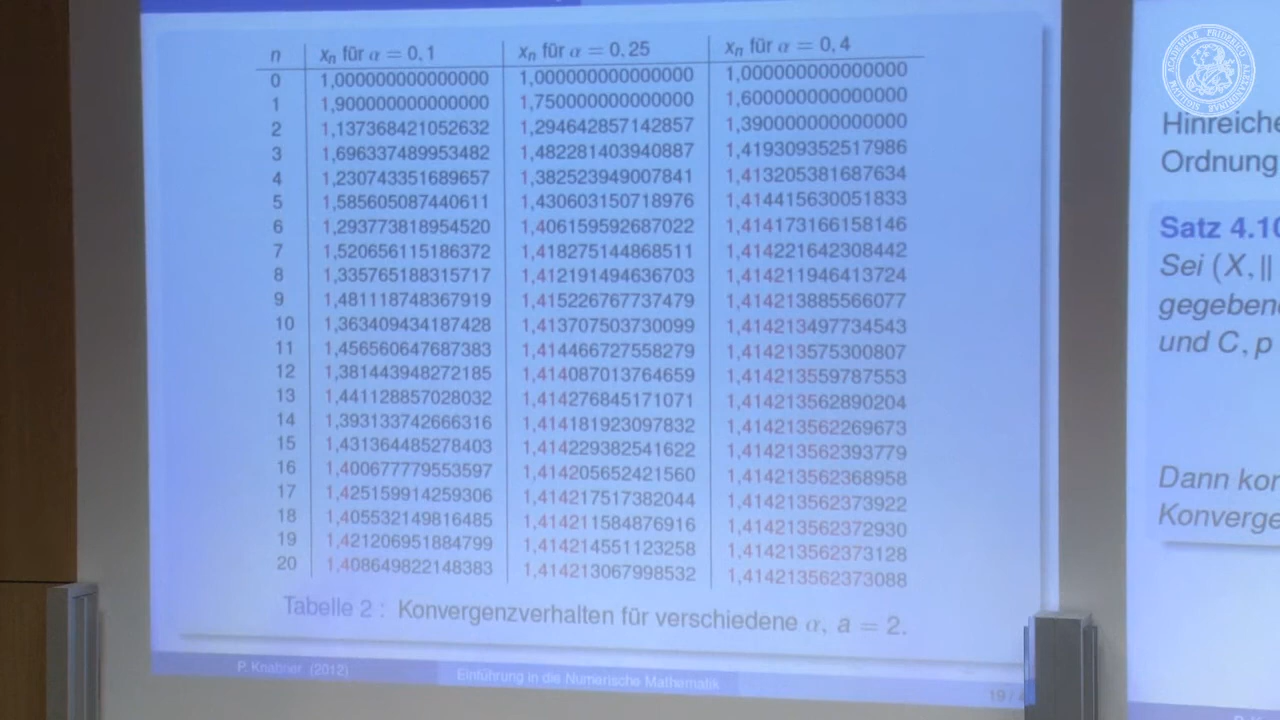 n xₙ für α = 0,1 xₙ für α = 0,25 xₙ für α = 0,4
0 1,000000000000000 1,000000000000000 1,000000000000000
1 1,900000000000000 1,750000000000000 1,600000000000000
2 1,137368421052632 1,294642857142857 1,390000000000000
3 1,696337489953482 1,482281403940887 1,419309352517986
4 1,230743351689657 1,382523949007841 1,413205381687634
5 1,585605087440611 1,430603150718976 1,414415630051833
6 1,293773818954520 1,406159592687022 1,414173166158146
7 1,520656115186372 1,418275144868511 1,414221642308442
8 1,335765188315717 1,412191494636703 1,414211946413724
9 1,481118748367919 1,415226767737479 1,414213885566077
10 1,363409434187428 1,413707503730099 1,414213497734543
11 1,456560647687383 1,414466727558279 1,414213575300807
12 1,381443948272185 1,414087013764659 1,414213559787553
13 1,441128857028032 1,414276845171071 1,414213562890204
14 1,393133742666316 1,414181923097832 1,414213562269673
15 1,431364485278403 1,414229382541622 1,414213562393779
16 1,400677779553597 1,414205652421560 1,414213562368958
17 1,425159914259306 1,414217517382044 1,414213562373922
18 1,405532149816485 1,414211584876916 1,414213562372930
19 1,421206951884799 1,414214551123258 1,414213562373128
20 1,408649822148383 1,414213067998532 1,414213562373088
Tabelle 2 : Konvergenzverhalten für verschiedene α, a = 2.
P. Knabner (2012) Einführung in die Numerische Mathematik 19 /
Hinreiche
Ordnung
Satz 4.10
Sei (X, ||
gegeben
und C, p
Dann kon
Konverge